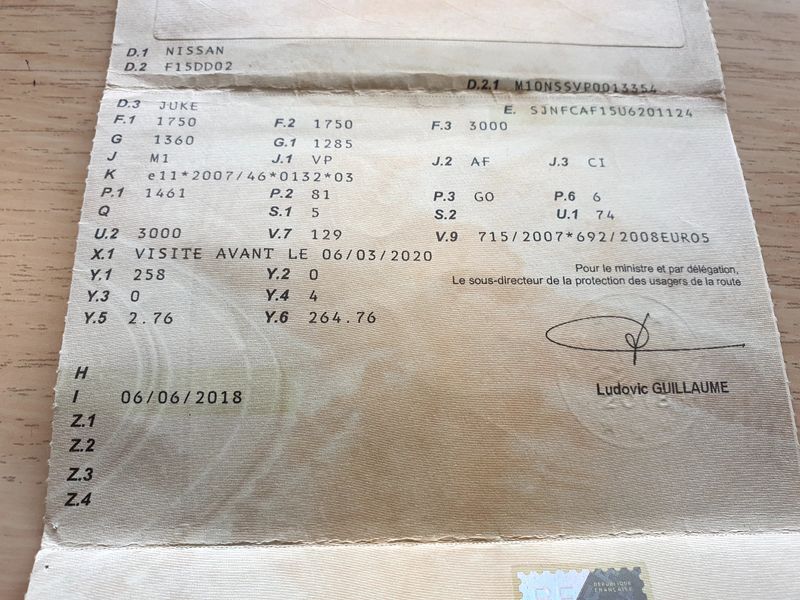 D.1 NISSAN
D.2 F15DD02
D.2.1 M10NSSVP0013354
D.3 JUKE
E. SJNFCAF15U6201124
F.1 1750 F.2 1750 F.3 3000
G 1360 G.1 1285
J M1 J.1 VP J.2 AF J.3 CI
K e11*2007/46*0132*03
P.1 1461 P.2 81 P.3 GO P.6 6
Q S.1 5 S.2 U.1 74
U.2 3000 V.7 129 V.9 715/2007*692/2008EURO5
X.1 VISITE AVANT LE 06/03/2020
Y.1 258 Y.2 0
Y.3 0 Y.4 4
Y.5 2.76 Y.6 264.76
Pour le ministre et par délégation,
Le sous-directeur de la protection des usagers de la route
Ludovic GUILLAUME
H
I 06/06/2018
Z.1
Z.2
Z.3
Z.4
RÉPUBLIQUE
FRANÇAISE